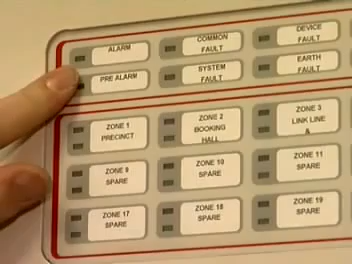 ALARM
COMMON
FAULT
DEVICE
FAULT
PRE ALARM
SYSTEM
FAULT
EARTH
FAULT
ZONE 1
PRECINCT
ZONE 2
BOOKING
HALL
ZONE 3
LINK LINE
&
ZONE 9
SPARE
ZONE 10
SPARE
ZONE 11
SPARE
ZONE 17
SPARE
ZONE 18
SPARE
ZONE 19
SPARE